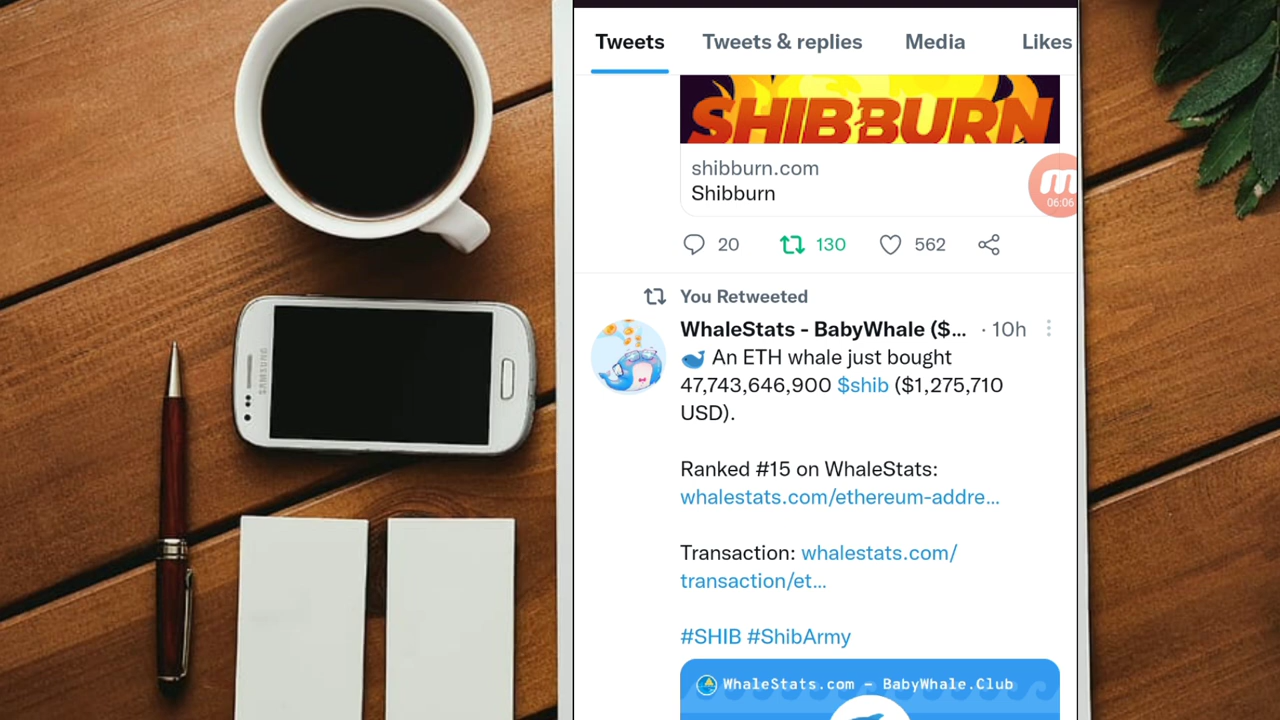 Tweets Tweets & replies Media Likes
SHIBBURN
shibburn.com
Shibburn
06:06
20 130 562
You Retweeted
WhaleStats - BabyWhale ($... · 10h
An ETH whale just bought
47,743,646,900 $shib ($1,275,710
USD).
Ranked #15 on WhaleStats:
whalestats.com/ethereum-addre...
Transaction: whalestats.com/
transaction/et...
#SHIB #ShibArmy
WhaleStats.com – BabyWhale.Club
SAMSUNG